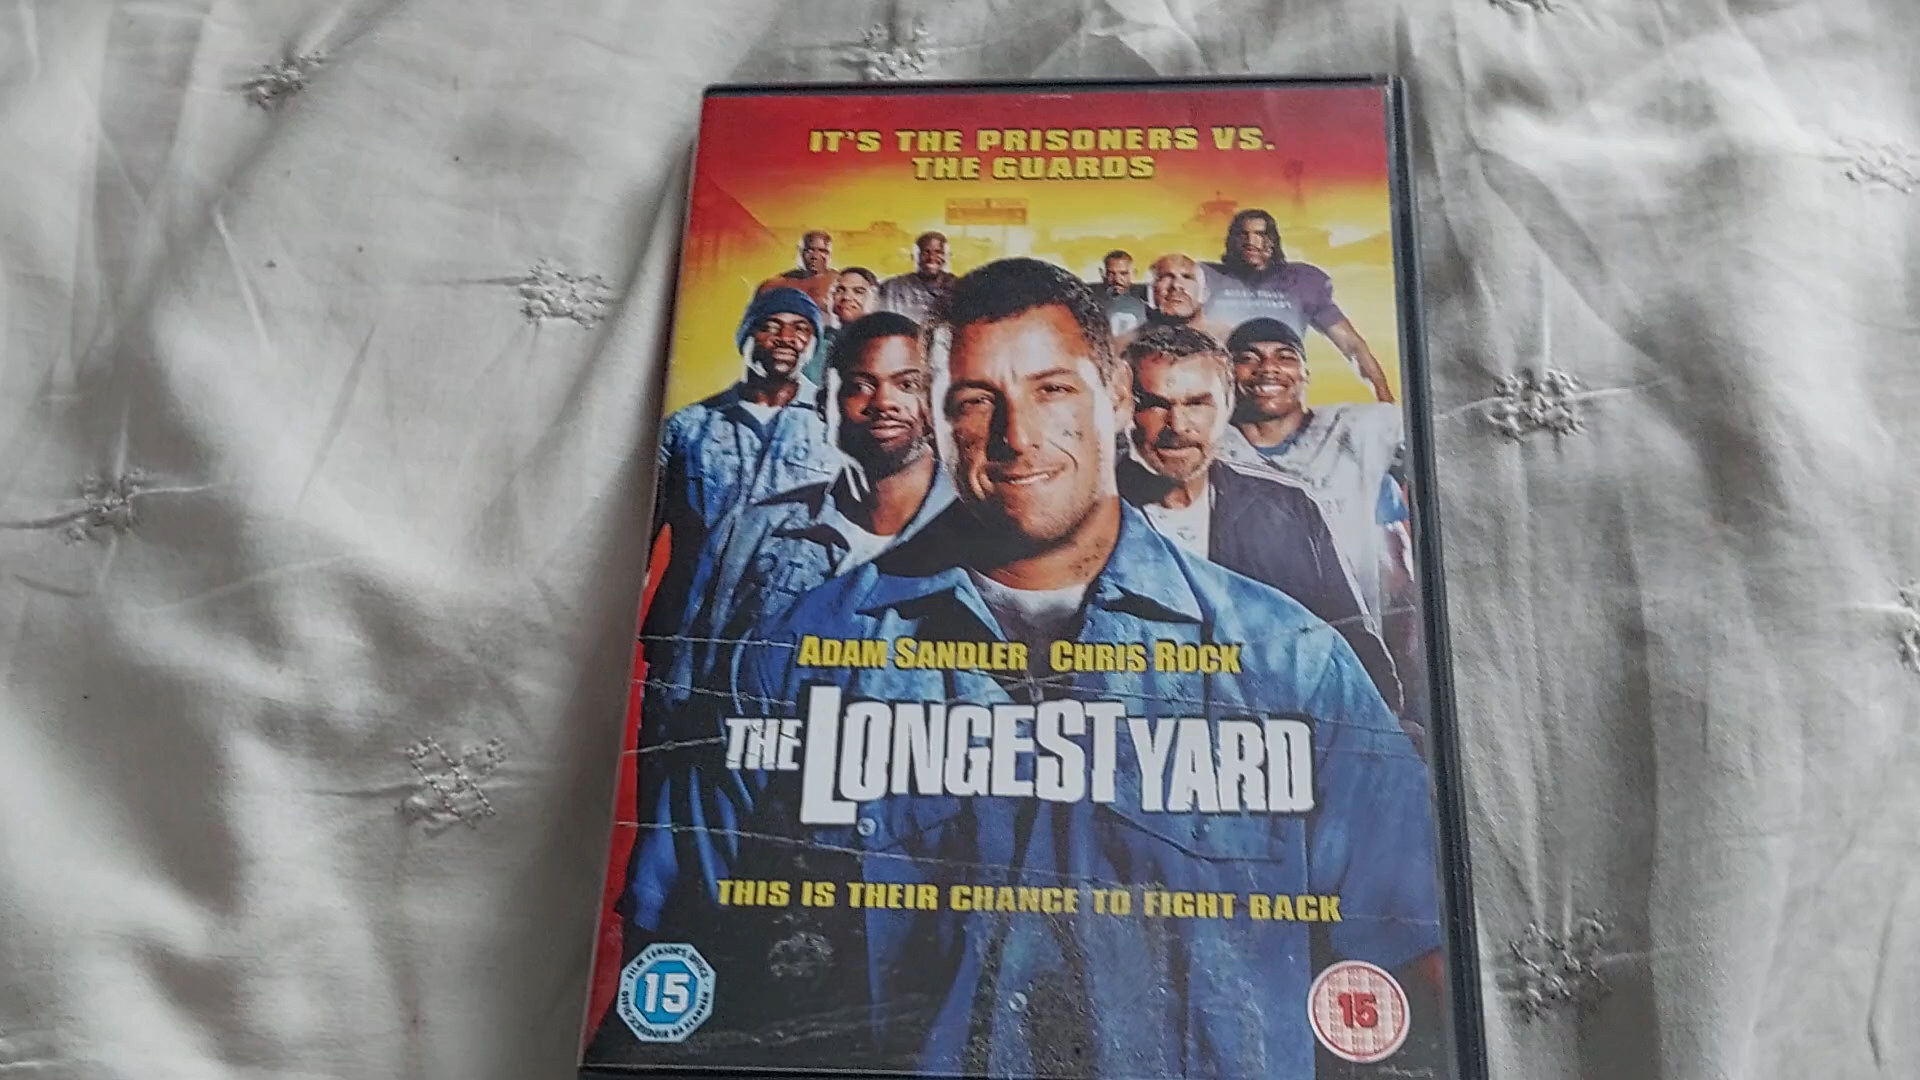 IT'S THE PRISONERS VS.
THE GUARDS
ADAM SANDLER CHRIS ROCK
THE LONGEST YARD
THIS IS THEIR CHANCE TO FIGHT BACK
15
15